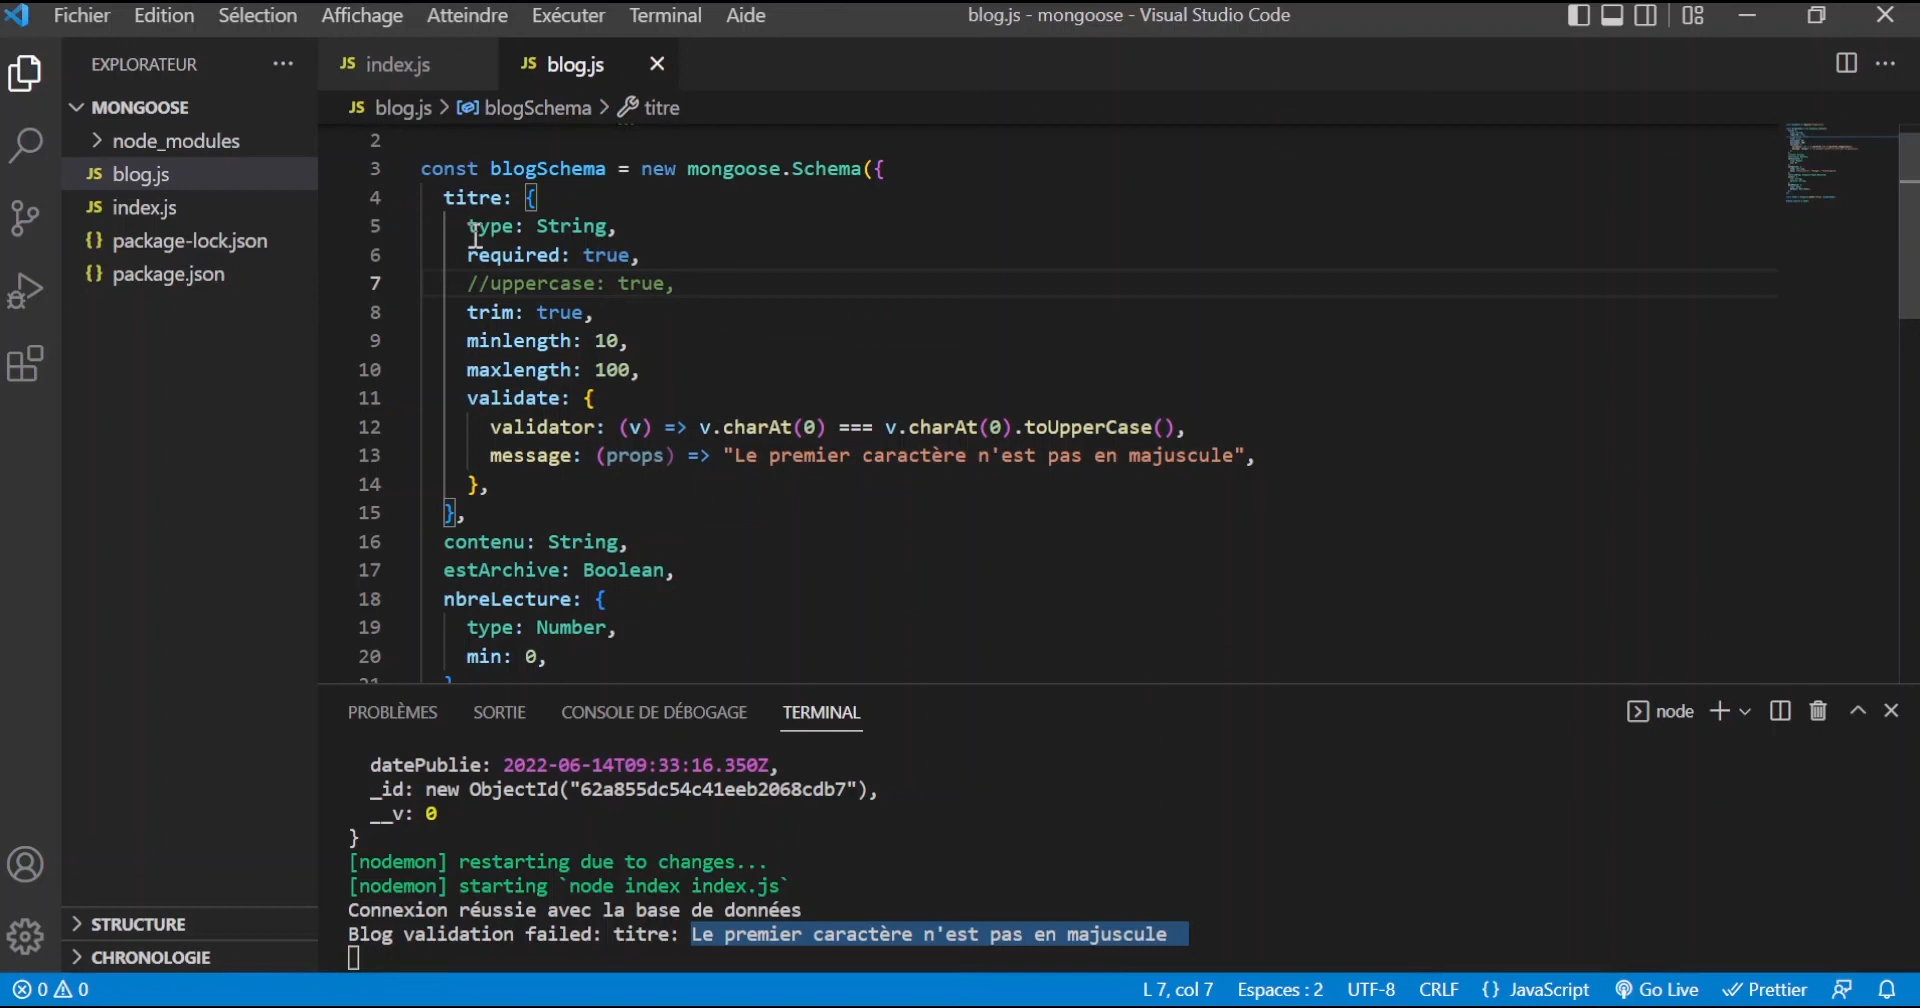 Fichier Edition Sélection Affichage Atteindre Exécuter Terminal Aide blog.js - mongoose - Visual Studio Code
EXPLORATEUR
MONGOOSE
node_modules
JS blog.js
JS index.js
{} package-lock.json
{} package.json
STRUCTURE
CHRONOLOGIE
JS index.js JS blog.js
JS blog.js > blogSchema > titre
2
3 const blogSchema = new mongoose.Schema({
4 titre: {
5 type: String,
6 required: true,
7 //uppercase: true,
8 trim: true,
9 minlength: 10,
10 maxlength: 100,
11 validate: {
12 validator: (v) => v.charAt(0) === v.charAt(0).toUpperCase(),
13 message: (props) => "Le premier caractère n'est pas en majuscule",
14 },
15 },
16 contenu: String,
17 estArchive: Boolean,
18 nbreLecture: {
19 type: Number,
20 min: 0,
21 }
PROBLÈMES SORTIE CONSOLE DE DÉBOGAGE TERMINAL node
datePublie: 2022-06-14T09:33:16.350Z,
_id: new ObjectId("62a855dc54c41eeb2068cdb7"),
__v: 0
}
[nodemon] restarting due to changes...
[nodemon] starting `node index index.js`
Connexion réussie avec la base de données
Blog validation failed: titre: Le premier caractère n'est pas en majuscule
0 0 L 7, col 7 Espaces : 2 UTF-8 CRLF {} JavaScript Go Live Prettier